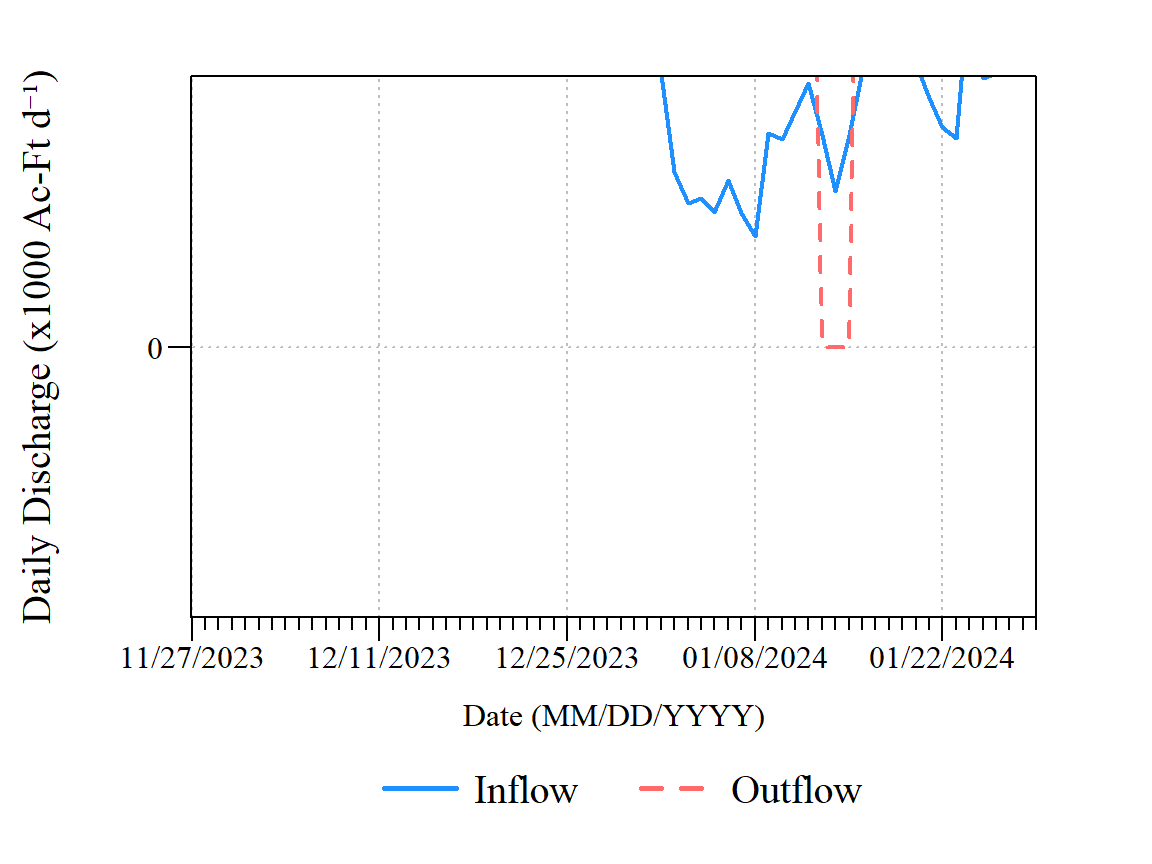 Daily Discharge (x1000 Ac-Ft d⁻¹)
0
11/27/2023 12/11/2023 12/25/2023 01/08/2024 01/22/2024
Date (MM/DD/YYYY)
Inflow Outflow